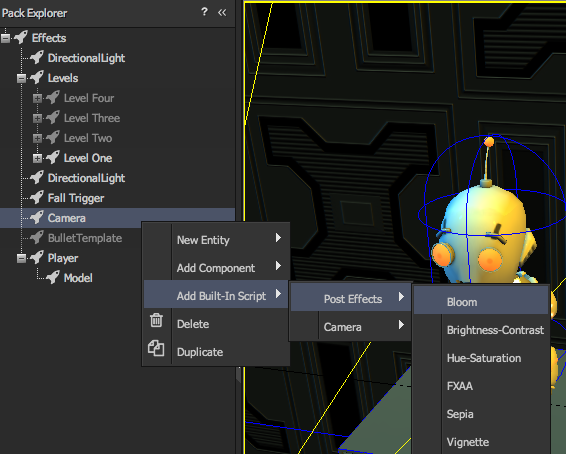 Pack Explorer ? «
Effects
DirectionalLight
Levels
Level Four
Level Three
Level Two
Level One
DirectionalLight
Fall Trigger
Camera
BulletTemplate
Player
Model
New Entity
Add Component
Add Built-In Script
Delete
Duplicate
Post Effects
Camera
Bloom
Brightness-Contrast
Hue-Saturation
FXAA
Sepia
Vignette